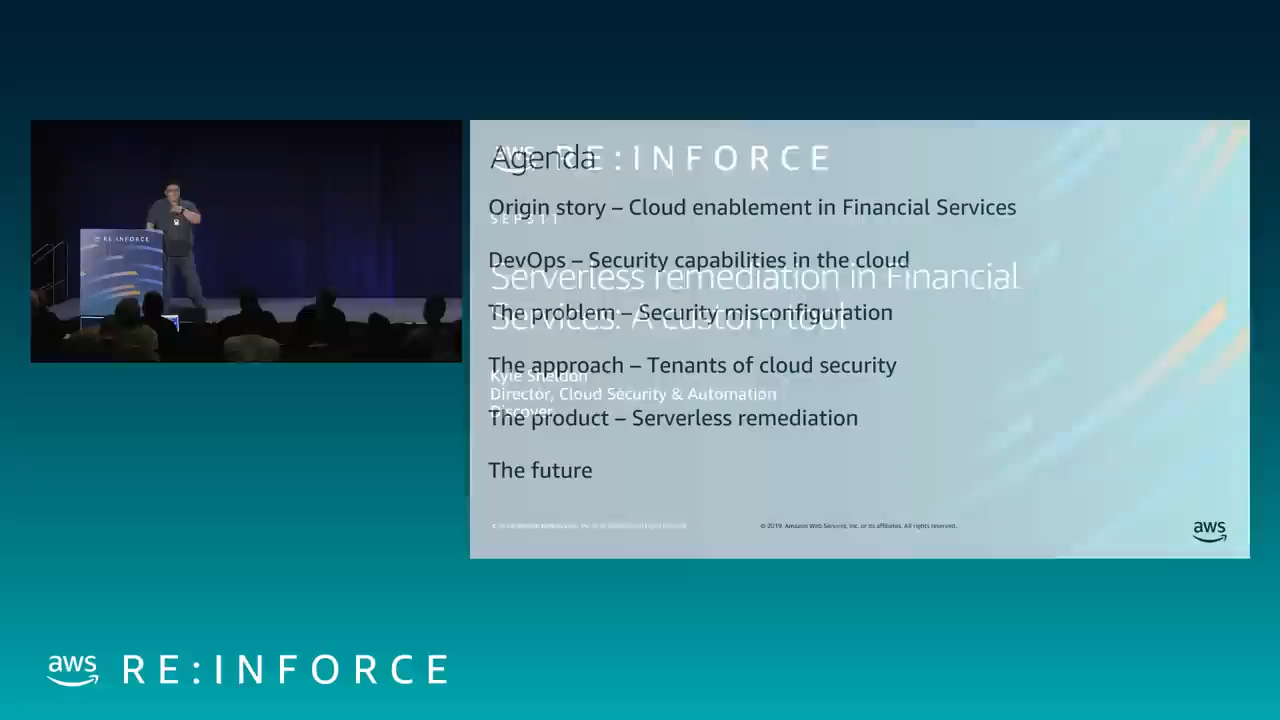 RE:INFORCE
aws RE:INFORCE
Agenda
SEP311
Origin story – Cloud enablement in Financial Services
DevOps – Security capabilities in the cloud
Serverless remediation in Financial
Services: A custom tool
The problem – Security misconfiguration
The approach – Tenants of cloud security
Kyle Sheldon
Director, Cloud Security & Automation
Discover
The product – Serverless remediation
The future
© 2019, Amazon Web Services, Inc. or its affiliates. All rights reserved.
aws
aws RE:INFORCE